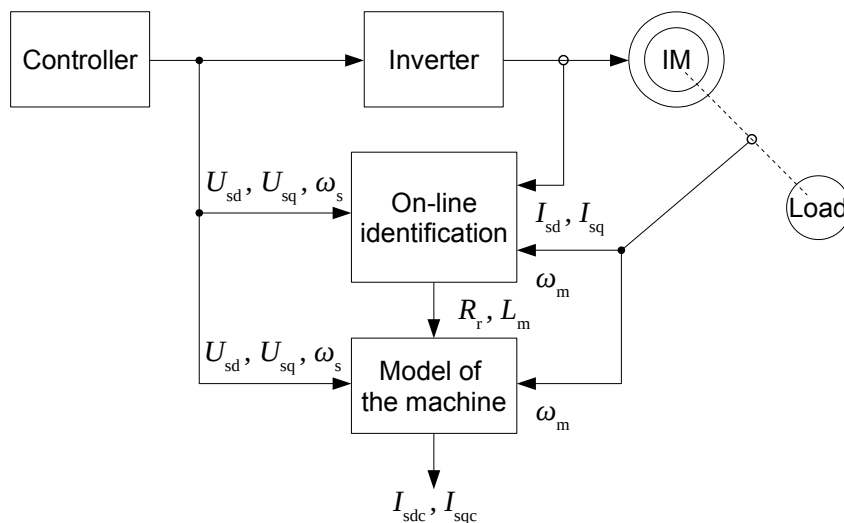 Controller
Inverter
IM
U_sd, U_sq, ω_s
On-line
identification
I_sd, I_sq
Load
ω_m
R_r, L_m
U_sd, U_sq, ω_s
Model of
the machine
ω_m
I_sdc, I_sqc